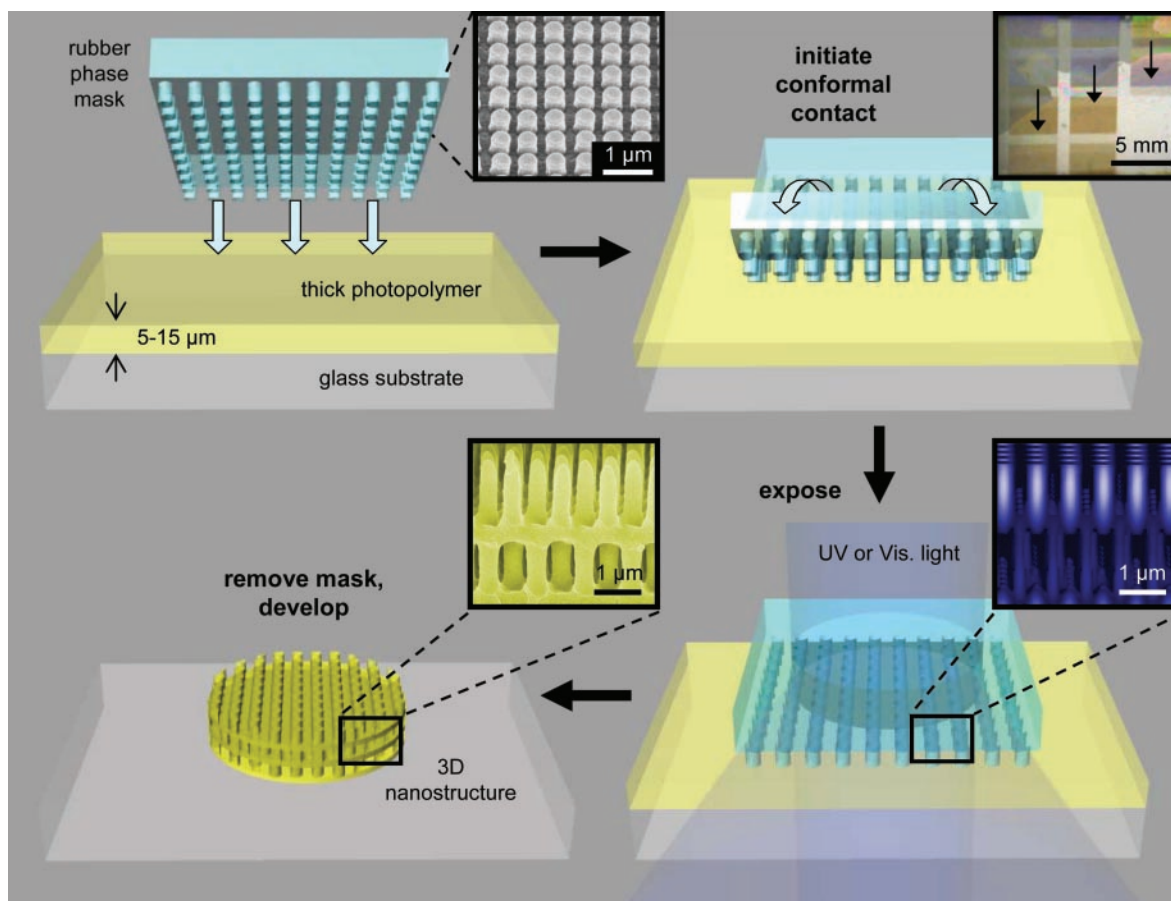 rubber
phase
mask
1 µm
initiate
conformal
contact
5 mm
thick photopolymer
5-15 µm
glass substrate
expose
UV or Vis. light
1 µm
remove mask,
develop
1 µm
3D
nanostructure